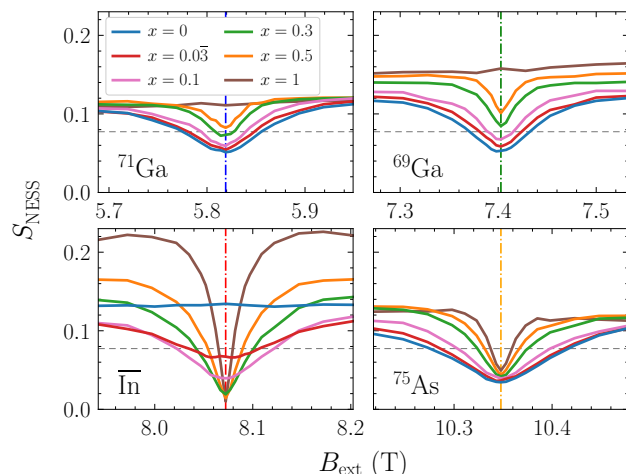 0.2
0.1
0.0
x = 0
x = 0.03̅
x = 0.1
x = 0.3
x = 0.5
x = 1
⁷¹Ga
5.7 5.8 5.9
⁶⁹Ga
7.3 7.4 7.5
S_NESS
0.2
0.1
0.0
I̅n̅
8.0 8.1 8.2
⁷⁵As
10.3 10.4
B_ext (T)